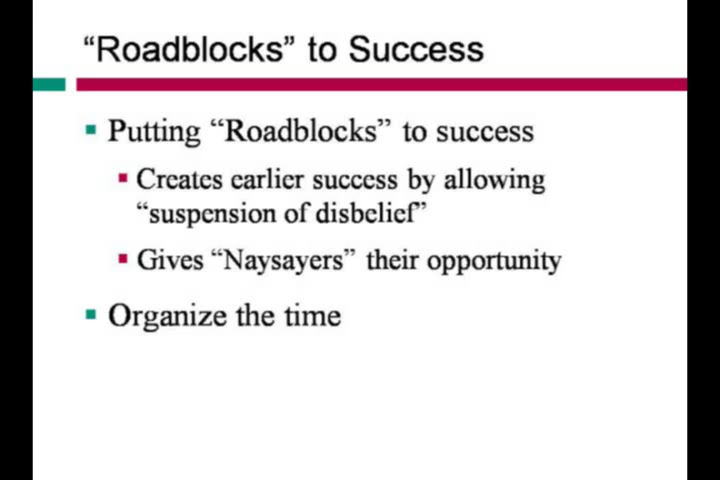 “Roadblocks” to Success
Putting “Roadblocks” to success
Creates earlier success by allowing
“suspension of disbelief”
Gives “Naysayers” their opportunity
Organize the time